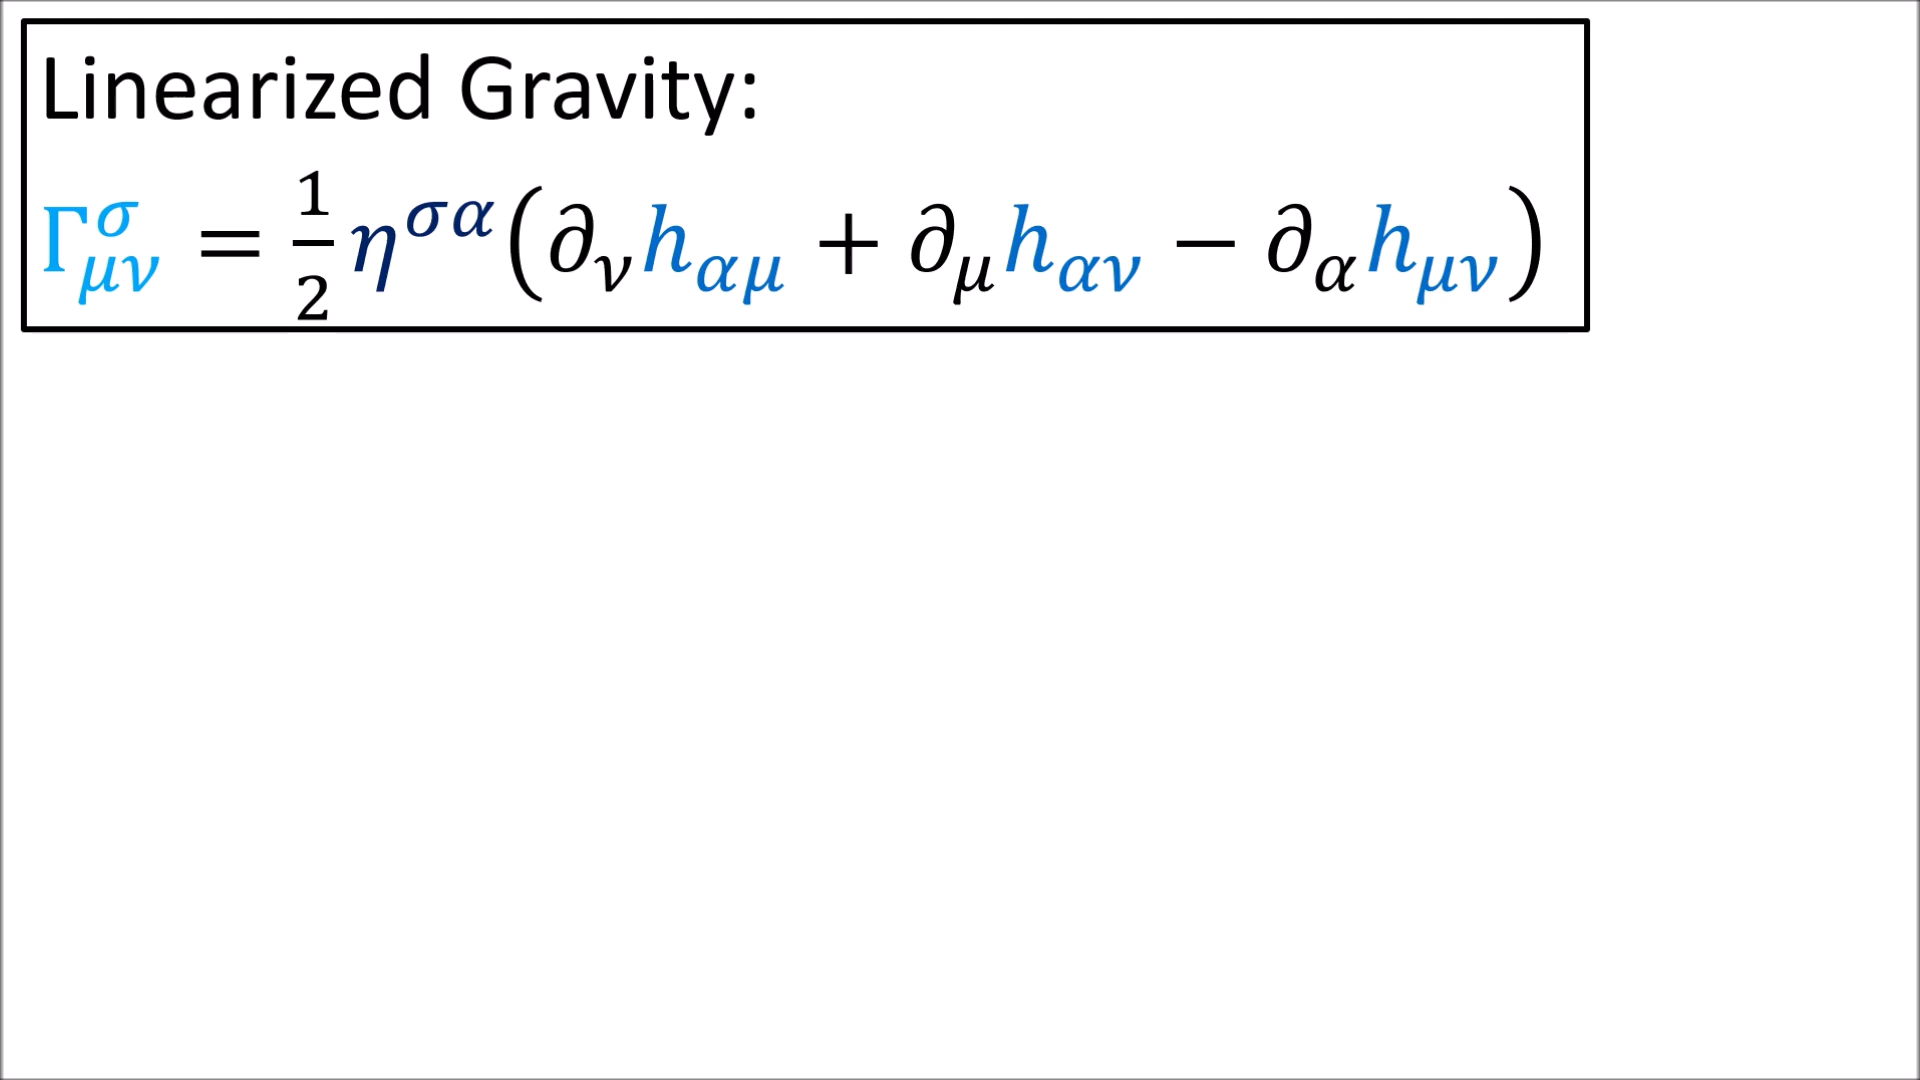 Linearized Gravity:
Γ^σ_μν = 1/2 η^σα (∂_ν h_αμ + ∂_μ h_αν − ∂_α h_μν)